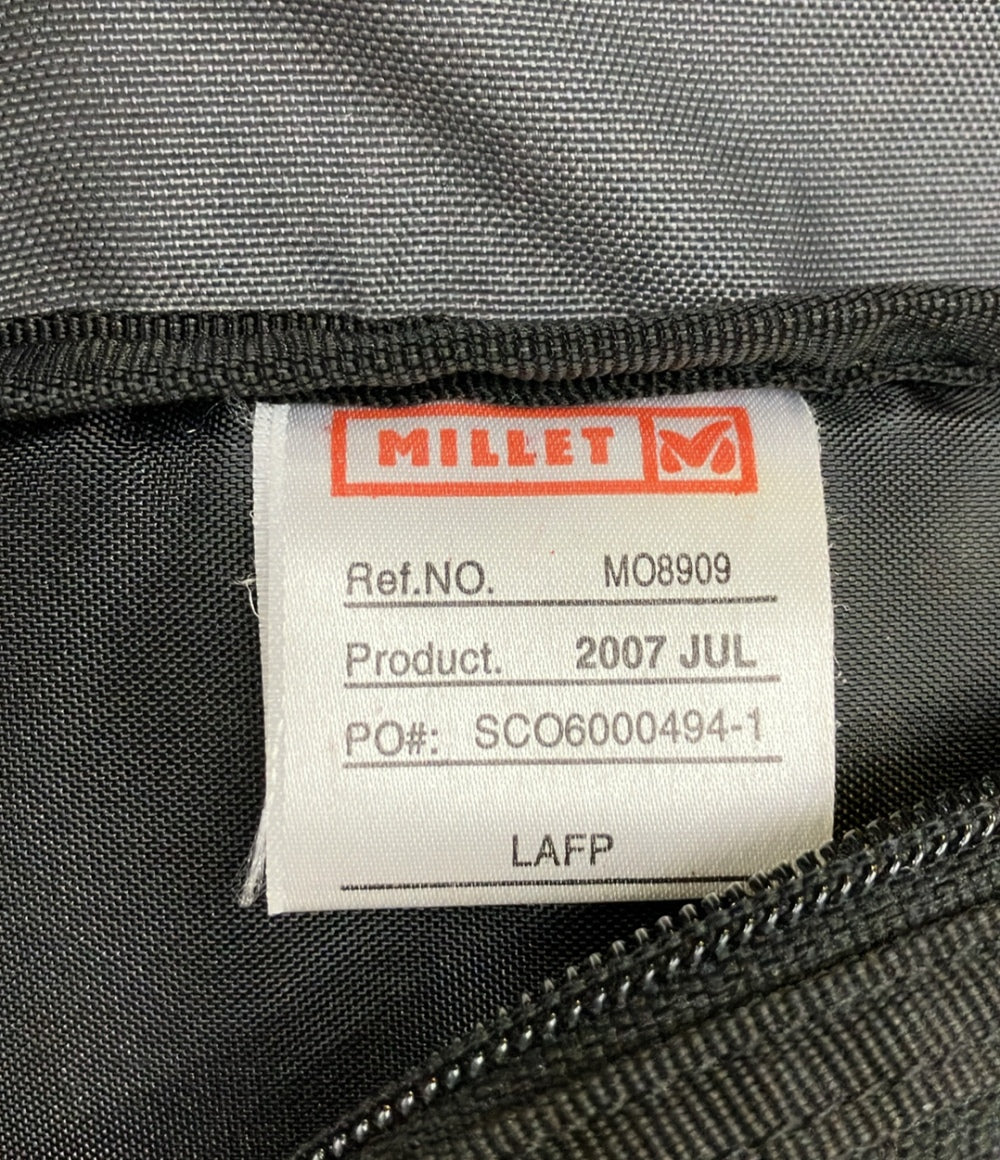 MILLET
Ref.NO. MO8909
Product. 2007 JUL
PO#: SCO6000494-1
LAFP